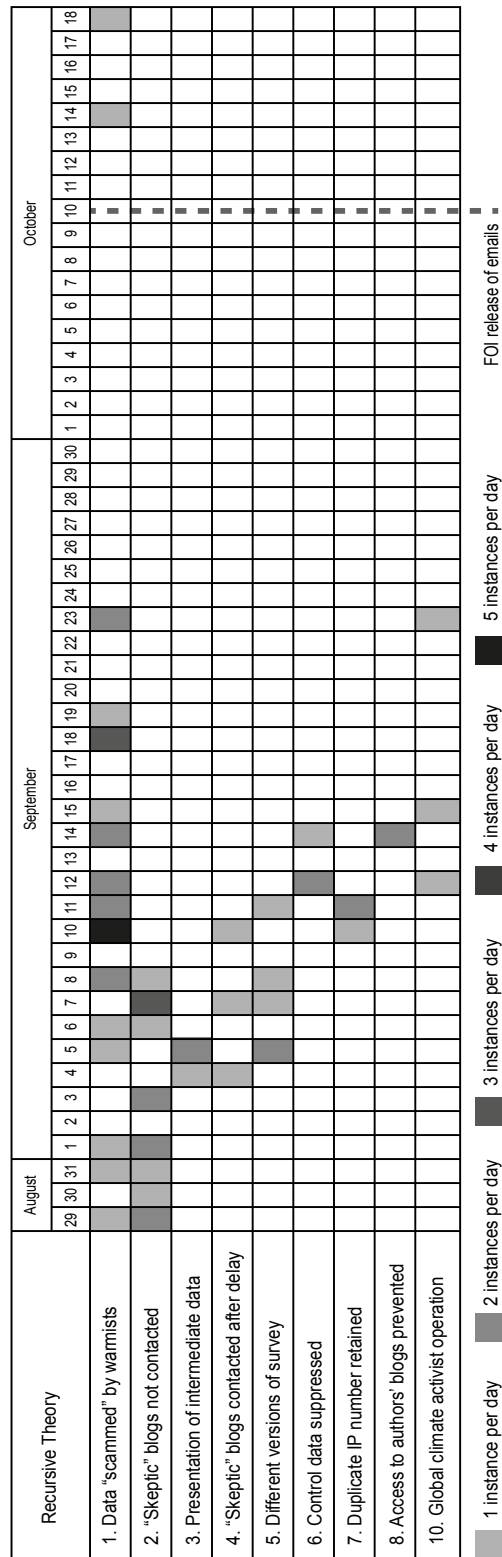 Recursive Theory August September October
29 30 31 1 2 3 4 5 6 7 8 9 10 11 12 13 14 15 16 17 18 19 20 21 22 23 24 25 26 27 28 29 30 1 2 3 4 5 6 7 8 9 10 11 12 13 14 15 16 17 18
1. Data "scammed" by warmists
2. "Skeptic" blogs not contacted
3. Presentation of intermediate data
4. "Skeptic" blogs contacted after delay
5. Different versions of survey
6. Control data suppressed
7. Duplicate IP number retained
8. Access to authors' blogs prevented
10. Global climate activist operation
1 instance per day 2 instances per day 3 instances per day 4 instances per day 5 instances per day FOI release of emails